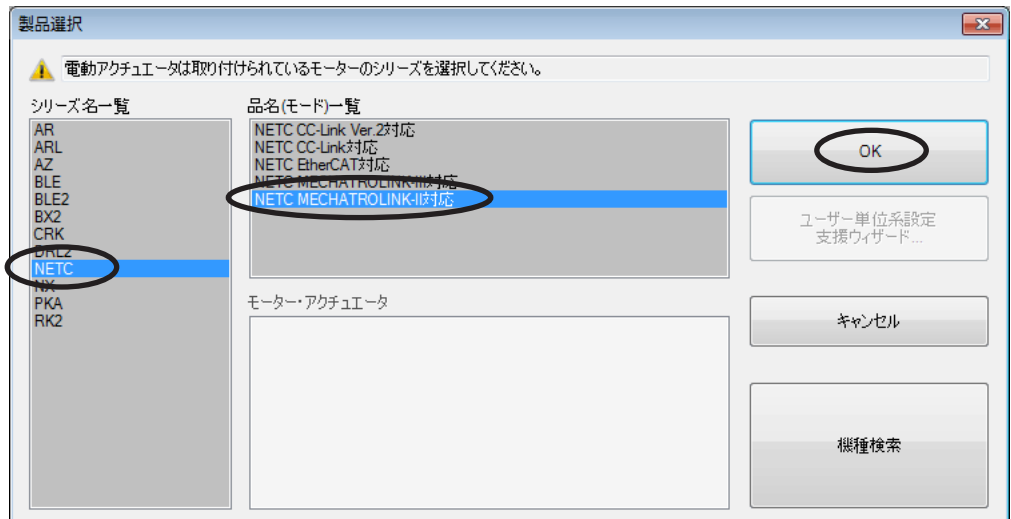 製品選択
電動アクチュエータは取り付けられているモーターのシリーズを選択してください。
シリーズ名一覧
AR
ARL
AZ
BLE
BLE2
BX2
CRK
DRL2
NETC
NX
PKA
RK2
品名(モード)一覧
NETC CC-Link Ver.2対応
NETC CC-Link対応
NETC EtherCAT対応
NETC MECHATROLINK-III対応
NETC MECHATROLINK-II対応
モーター・アクチュエータ
OK
ユーザー単位系設定
支援ウィザード...
キャンセル
機種検索